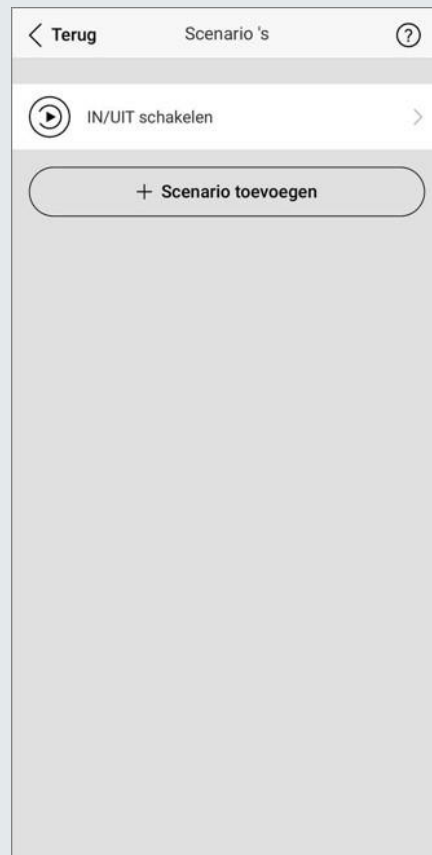 Terug
Scenario 's
?
IN/UIT schakelen
+ Scenario toevoegen